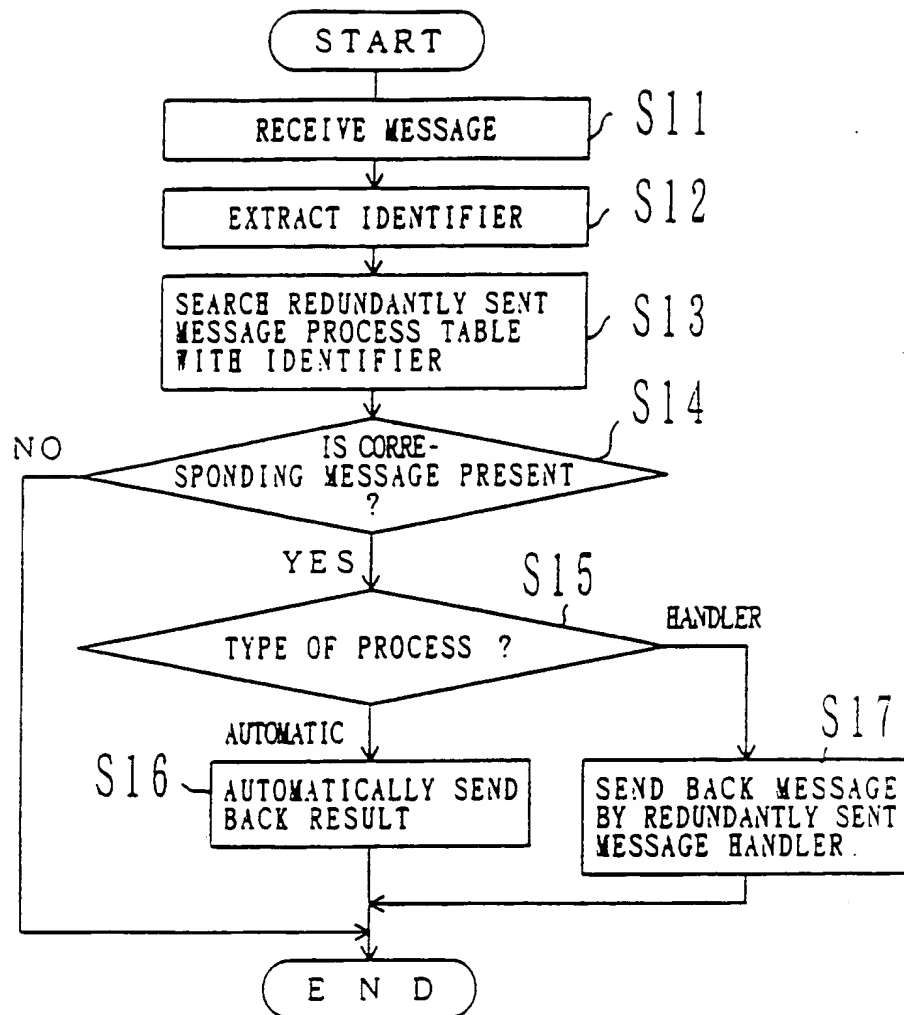 START
RECEIVE MESSAGE
S11
EXTRACT IDENTIFIER
S12
SEARCH REDUNDANTLY SENT
MESSAGE PROCESS TABLE
WITH IDENTIFIER
S13
S14
NO
IS CORRE-
SPONDING MESSAGE PRESENT
?
YES
S15
TYPE OF PROCESS ?
HANDLER
AUTOMATIC
S16
AUTOMATICALLY SEND
BACK RESULT
S17
SEND BACK MESSAGE
BY REDUNDANTLY SENT
MESSAGE HANDLER.
END